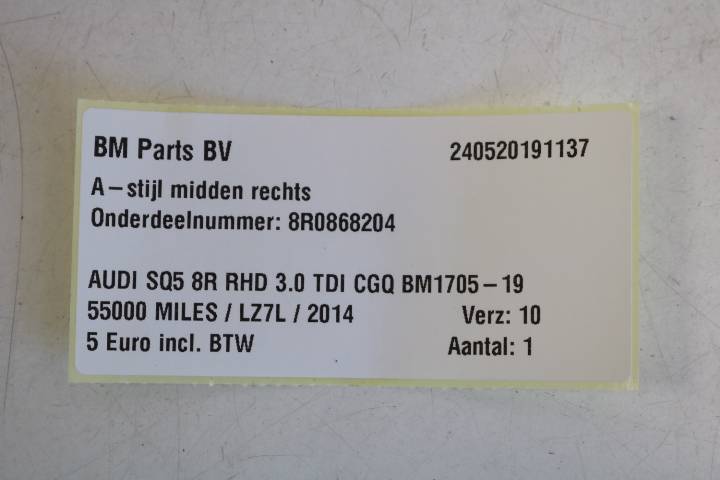 BM Parts BV 240520191137
A-stijl midden rechts
Onderdeelnummer: 8R0868204
AUDI SQ5 8R RHD 3.0 TDI CGQ BM1705-19
55000 MILES / LZ7L / 2014 Verz: 10
5 Euro incl. BTW Aantal: 1